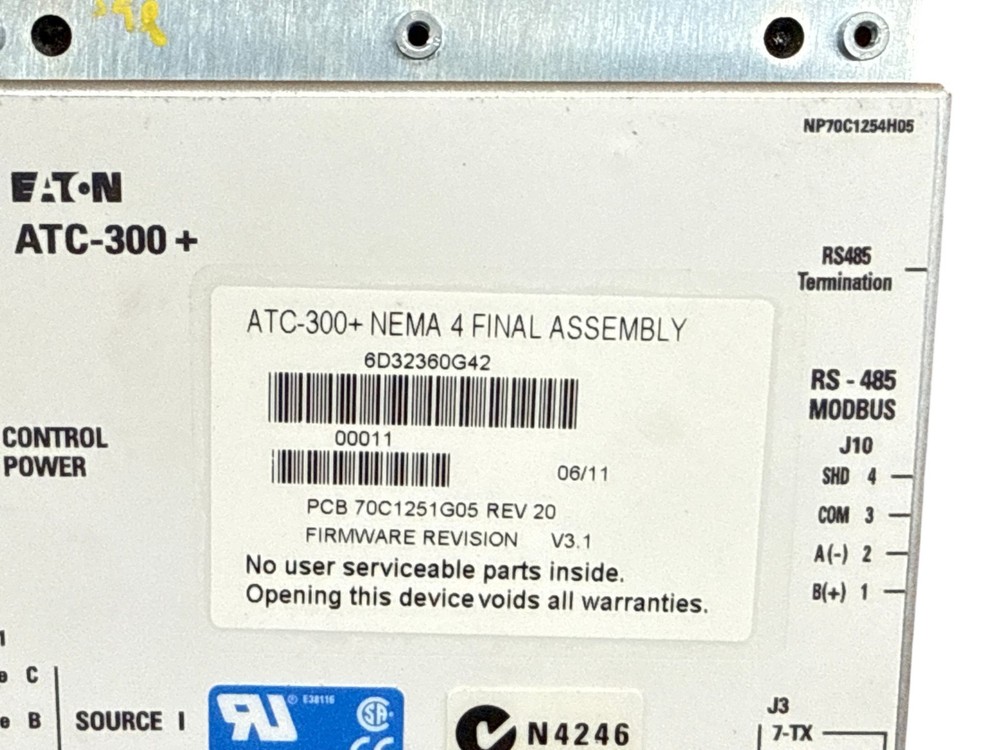 NP70C1254H05
EATON
ATC-300 +
RS485
Termination
ATC-300+ NEMA 4 FINAL ASSEMBLY
6D32360G42
00011
06/11
PCB 70C1251G05 REV 20
FIRMWARE REVISION V3.1
No user serviceable parts inside.
Opening this device voids all warranties.
CONTROL
POWER
RS - 485
MODBUS
J10
SHD 4
COM 3
A(-) 2
B(+) 1
C
B
SOURCE I
E38116
N4246
J3
7-TX